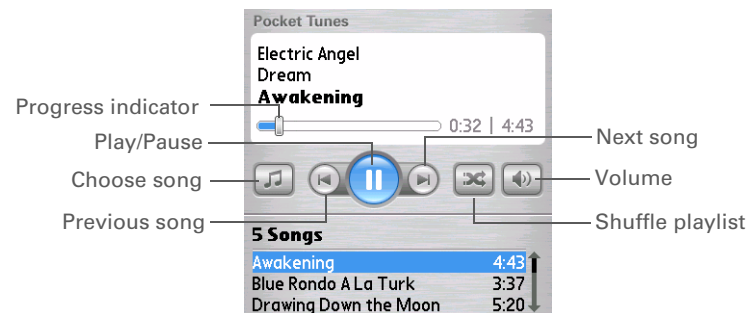 Pocket Tunes
Electric Angel
Dream
Awakening
Progress indicator
0:32 | 4:43
Play/Pause
Next song
Choose song
Volume
Previous song
Shuffle playlist
5 Songs
Awakening 4:43
Blue Rondo A La Turk 3:37
Drawing Down the Moon 5:20